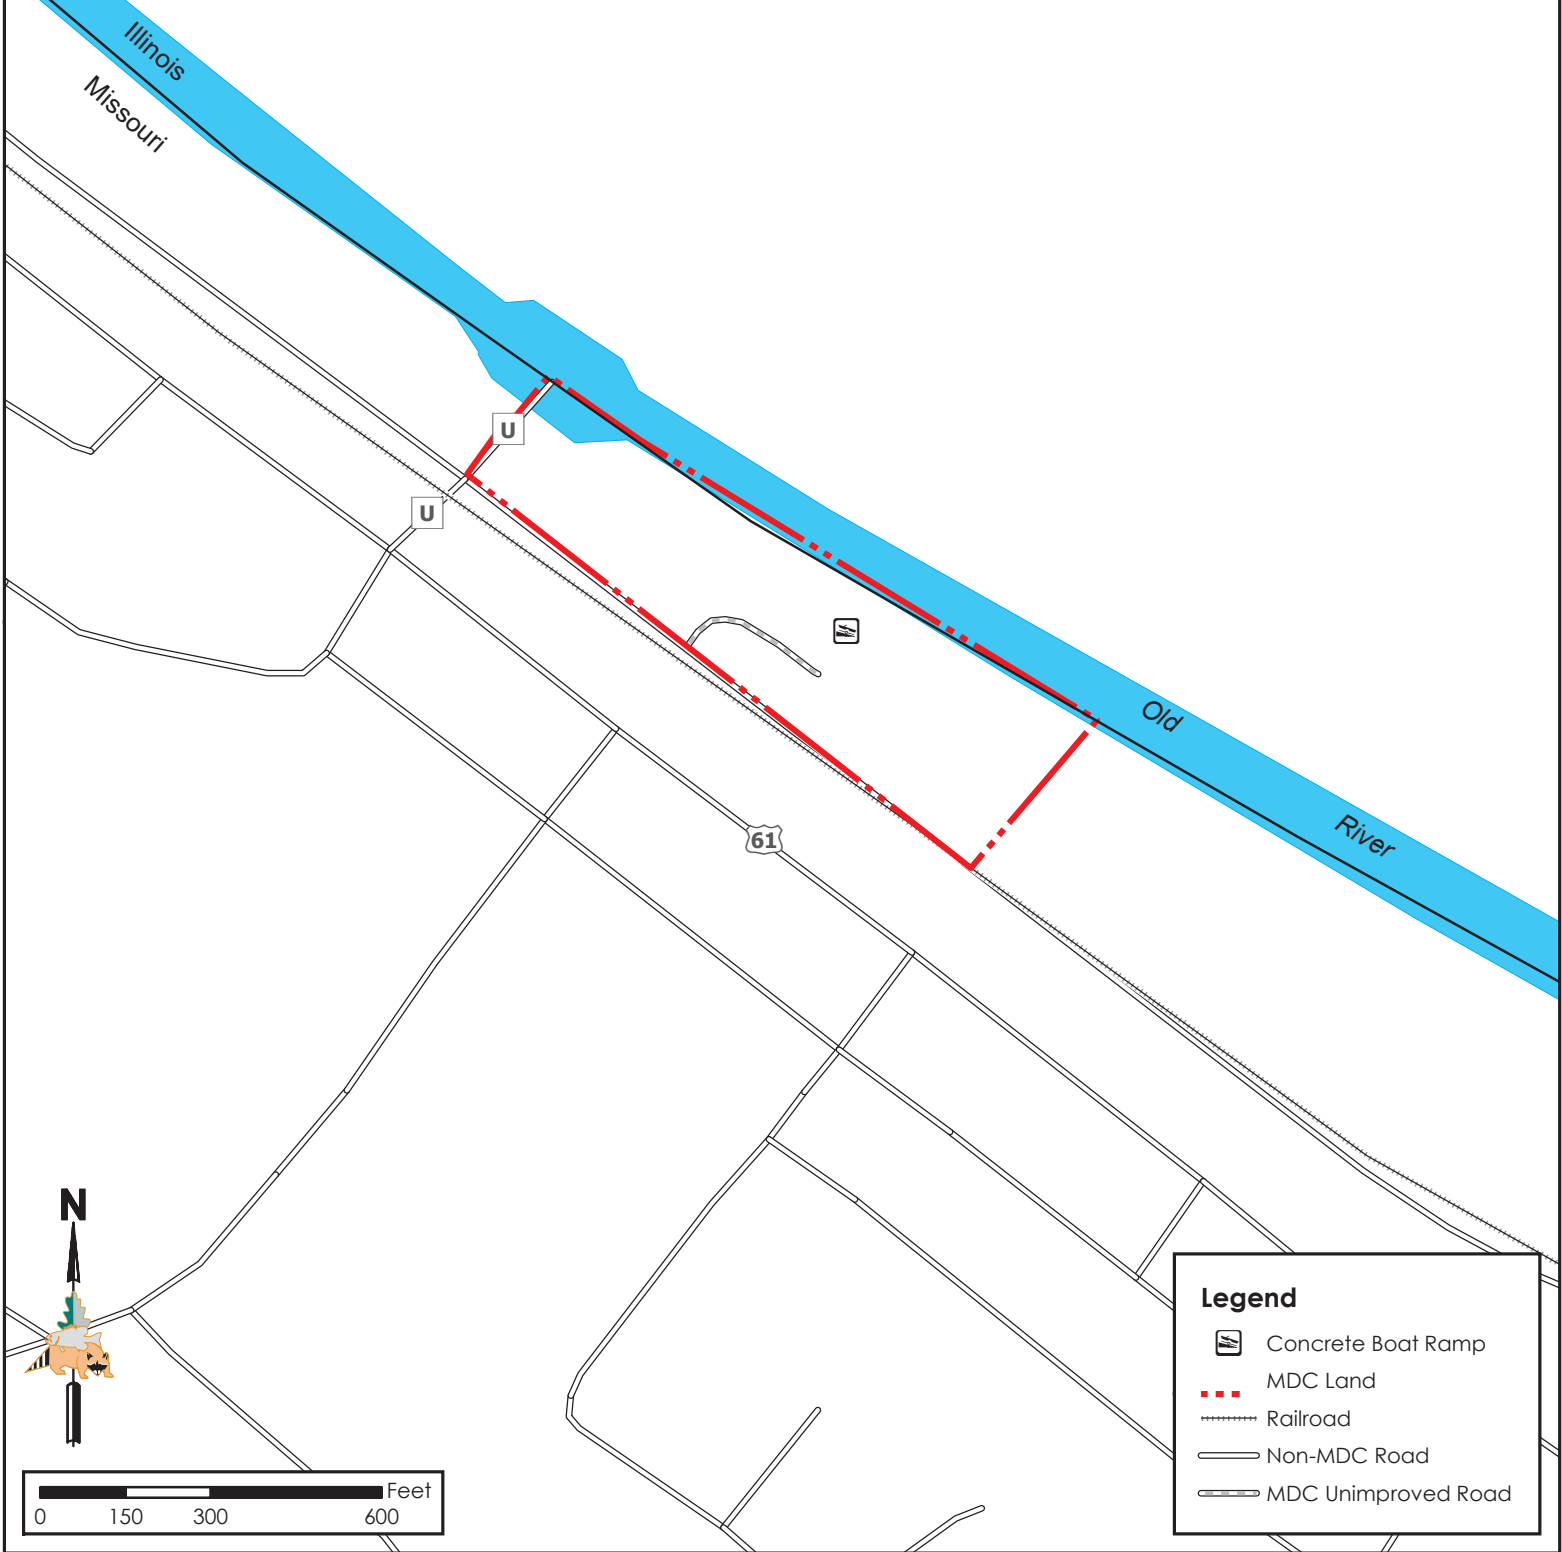 Illinois
Missouri
U
U
Old
River
61
N
Feet
0 150 300 600
Legend
Concrete Boat Ramp
MDC Land
Railroad
Non-MDC Road
MDC Unimproved Road